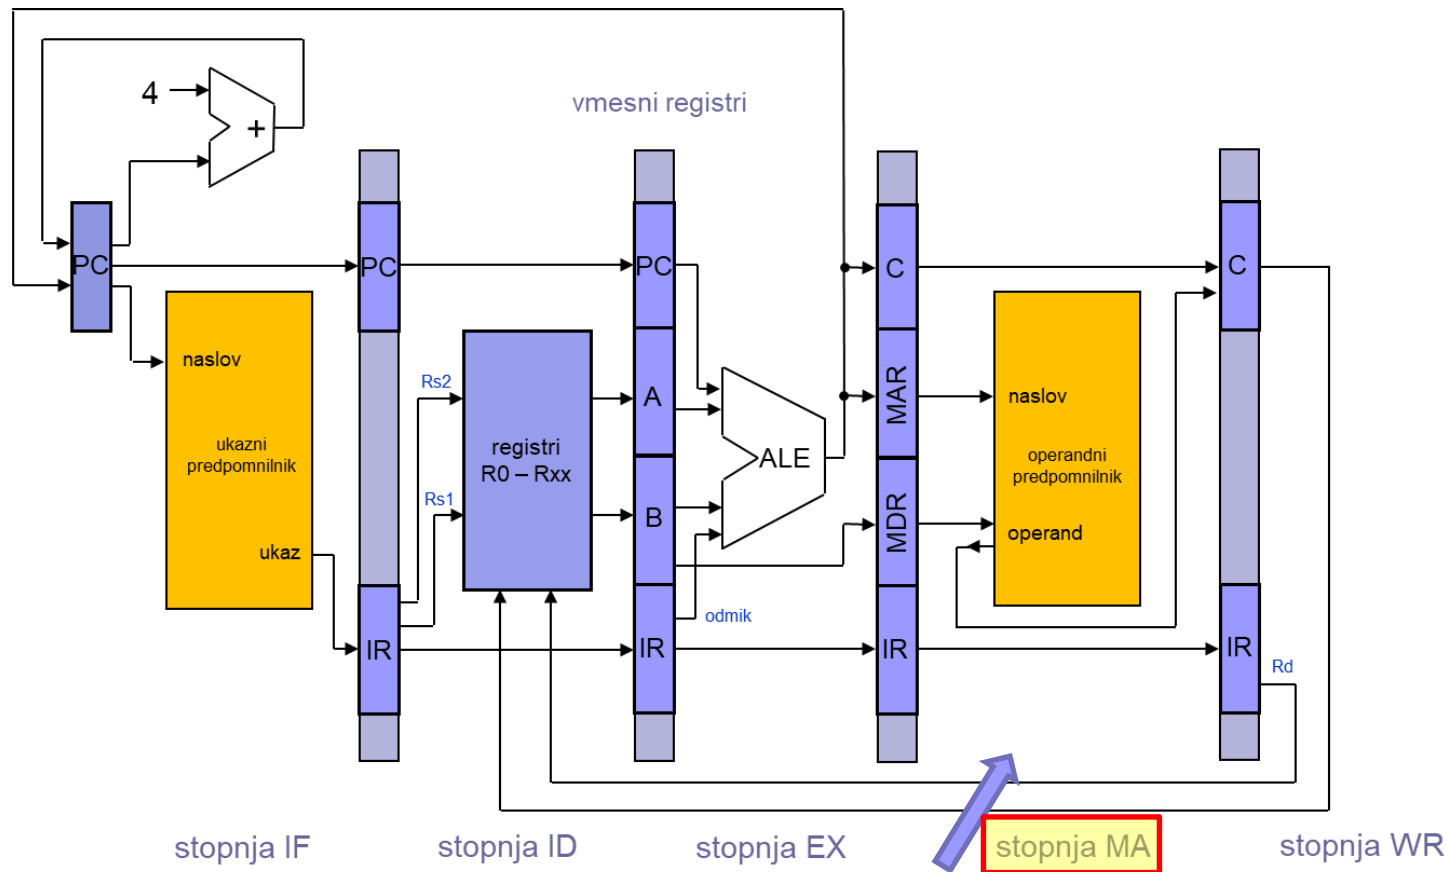 4
+
vmesni registri
PC
PC
PC
C
C
naslov
ukazni
predpomnilnik
ukaz
Rs2
Rs1
registri
R0 – Rxx
A
B
ALE
MAR
MDR
naslov
operandni
predpomnilnik
operand
odmik
IR
IR
IR
IR
Rd
stopnja IF
stopnja ID
stopnja EX
stopnja MA
stopnja WR